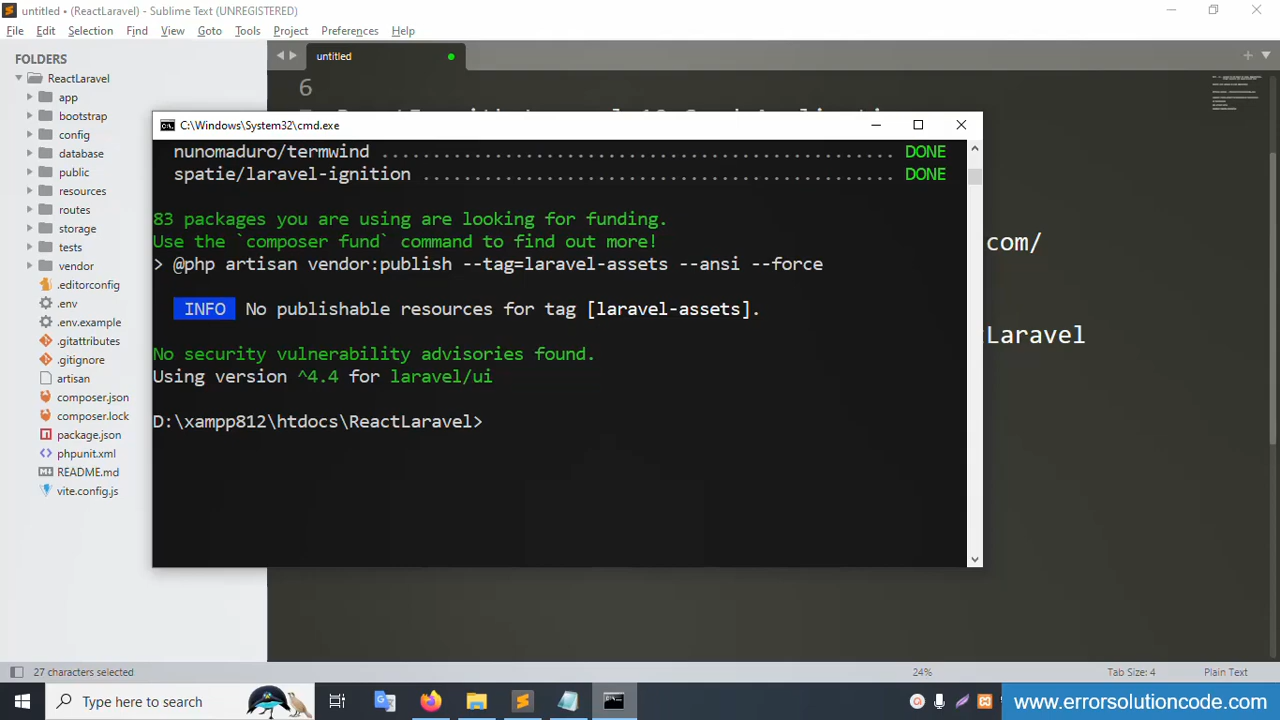 untitled • (ReactLaravel) - Sublime Text (UNREGISTERED)
File Edit Selection Find View Goto Tools Project Preferences Help
FOLDERS
ReactLaravel
app
bootstrap
config
database
public
resources
routes
storage
tests
vendor
.editorconfig
.env
.env.example
.gitattributes
.gitignore
artisan
composer.json
composer.lock
package.json
phpunit.xml
README.md
vite.config.js
untitled
6
com/
Laravel
C:\Windows\System32\cmd.exe
nunomaduro/termwind .................................................. DONE
spatie/laravel-ignition .............................................. DONE
83 packages you are using are looking for funding.
Use the `composer fund` command to find out more!
> @php artisan vendor:publish --tag=laravel-assets --ansi --force
INFO No publishable resources for tag [laravel-assets].
No security vulnerability advisories found.
Using version ^4.4 for laravel/ui
D:\xampp812\htdocs\ReactLaravel>
27 characters selected
24%
Tab Size: 4
Plain Text
Type here to search
www.errorsolutioncode.com/